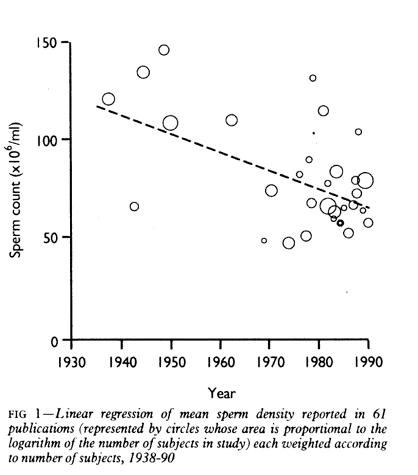 150
100
50
0
Sperm count (x10⁶/ml)
1930 1940 1950 1960 1970 1980 1990
Year
FIG 1—Linear regression of mean sperm density reported in 61
publications (represented by circles whose area is proportional to the
logarithm of the number of subjects in study) each weighted according
to number of subjects, 1938-90